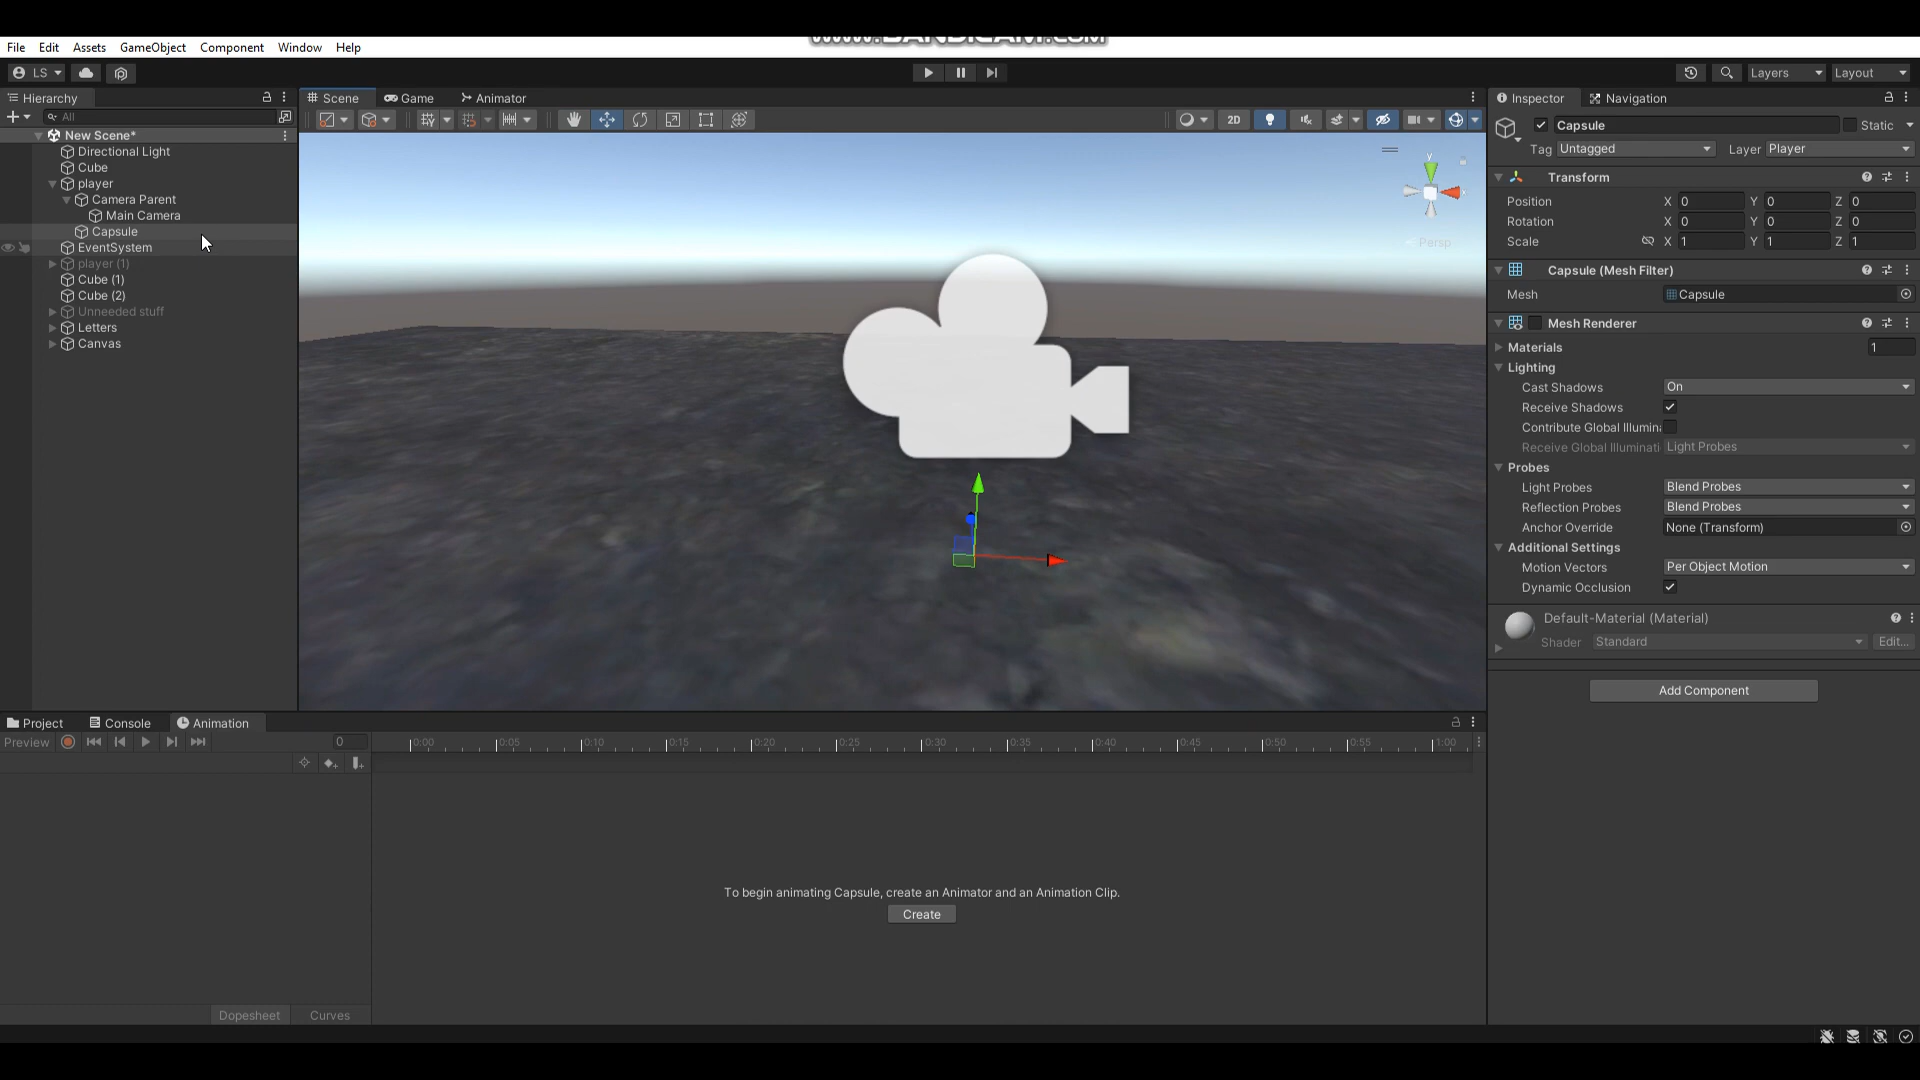 www.BANDICAM.com
File Edit Assets GameObject Component Window Help
LS Layers Layout
Hierarchy Scene Game Animator Inspector Navigation
All 2D
New Scene*
Directional Light
Cube
player
Camera Parent
Main Camera
Capsule
EventSystem
player (1)
Cube (1)
Cube (2)
Unneeded stuff
Letters
Canvas
y
Persp
Capsule Static
Tag Untagged Layer Player
Transform
Position X 0 Y 0 Z 0
Rotation X 0 Y 0 Z 0
Scale X 1 Y 1 Z 1
Capsule (Mesh Filter)
Mesh Capsule
Mesh Renderer
Materials 1
Lighting
Cast Shadows On
Receive Shadows
Contribute Global Illumin
Receive Global Illuminati Light Probes
Probes
Light Probes Blend Probes
Reflection Probes Blend Probes
Anchor Override None (Transform)
Additional Settings
Motion Vectors Per Object Motion
Dynamic Occlusion
Default-Material (Material)
Shader Standard Edit...
Add Component
Project Console Animation
Preview 0 0:00 0:05 0:10 0:15 0:20 0:25 0:30 0:35 0:40 0:45 0:50 0:55 1:00
To begin animating Capsule, create an Animator and an Animation Clip.
Create
Dopesheet Curves